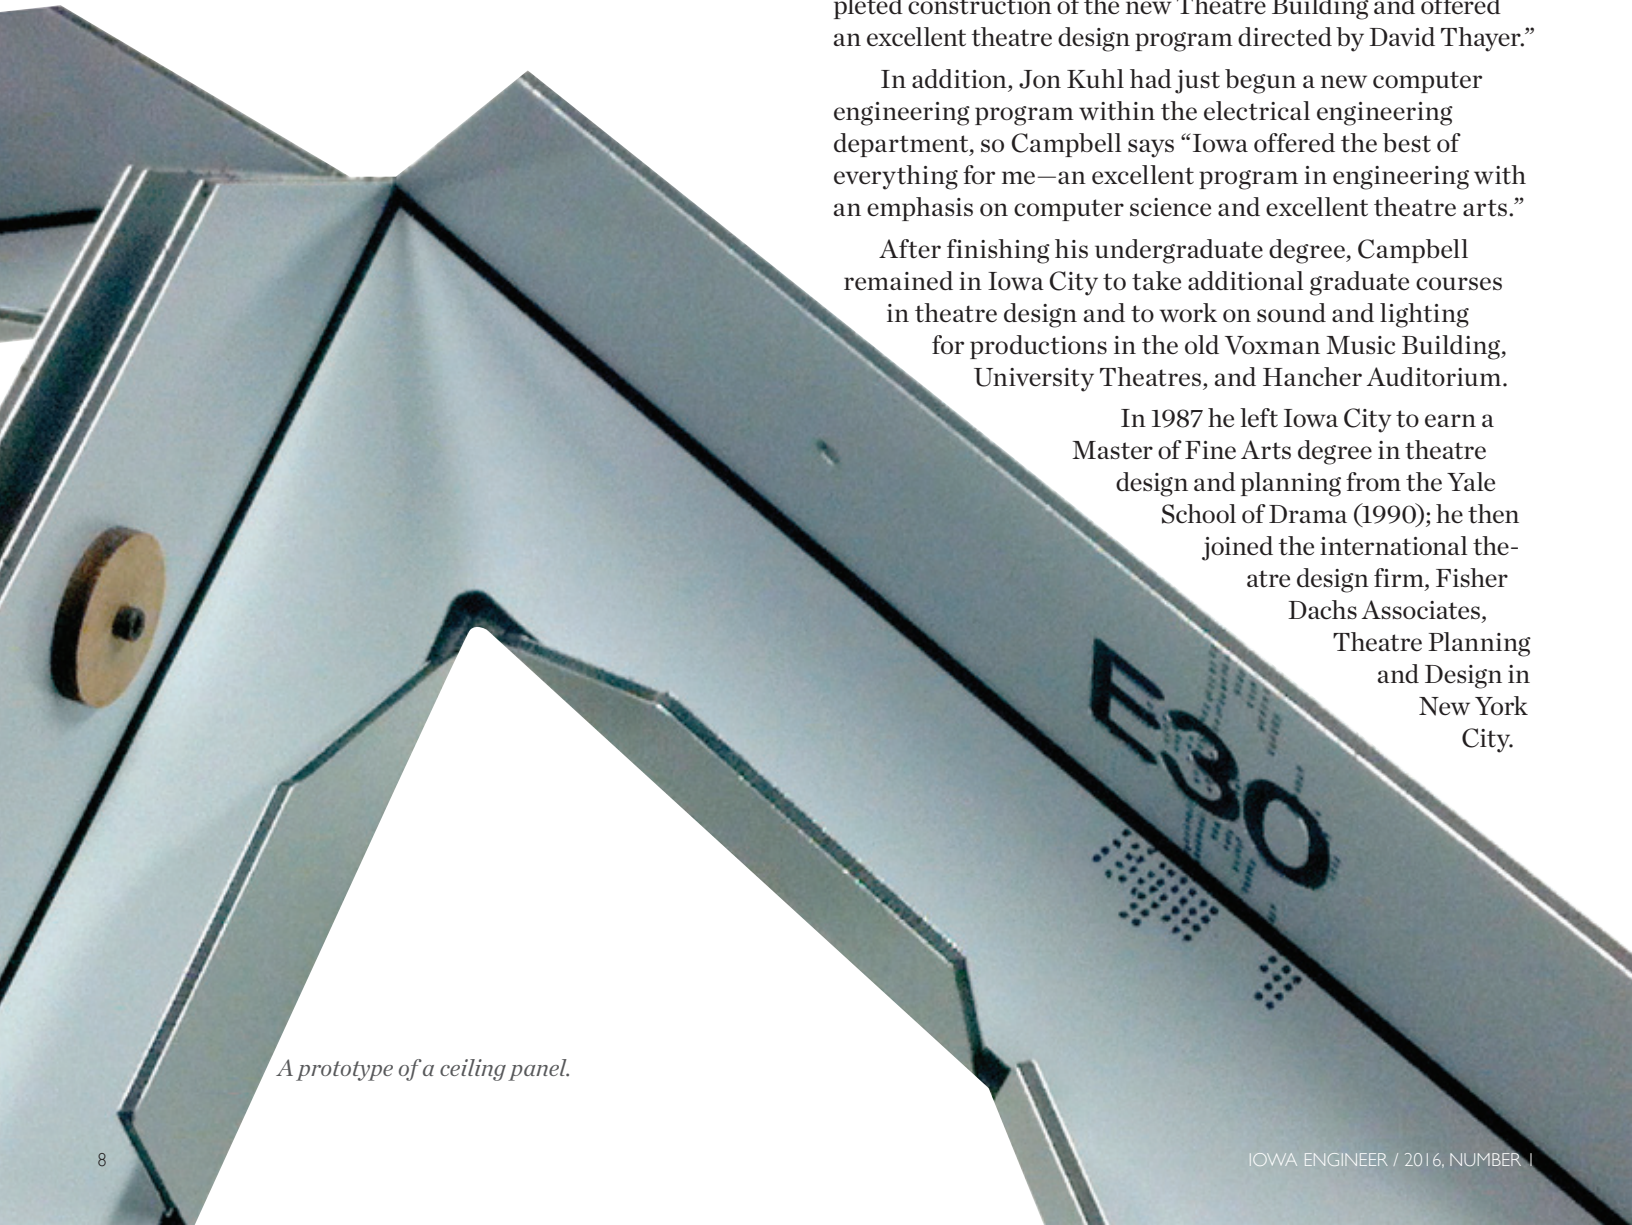 pleted construction of the new Theatre Building and offered
an excellent theatre design program directed by David Thayer.”
In addition, Jon Kuhl had just begun a new computer
engineering program within the electrical engineering
department, so Campbell says “Iowa offered the best of
everything for me—an excellent program in engineering with
an emphasis on computer science and excellent theatre arts.”
After finishing his undergraduate degree, Campbell
remained in Iowa City to take additional graduate courses
in theatre design and to work on sound and lighting
for productions in the old Voxman Music Building,
University Theatres, and Hancher Auditorium.
In 1987 he left Iowa City to earn a
Master of Fine Arts degree in theatre
design and planning from the Yale
School of Drama (1990); he then
joined the international the-
atre design firm, Fisher
Dachs Associates,
Theatre Planning
and Design in
New York
City.
E30
A prototype of a ceiling panel.
8
IOWA ENGINEER / 2016, NUMBER 1